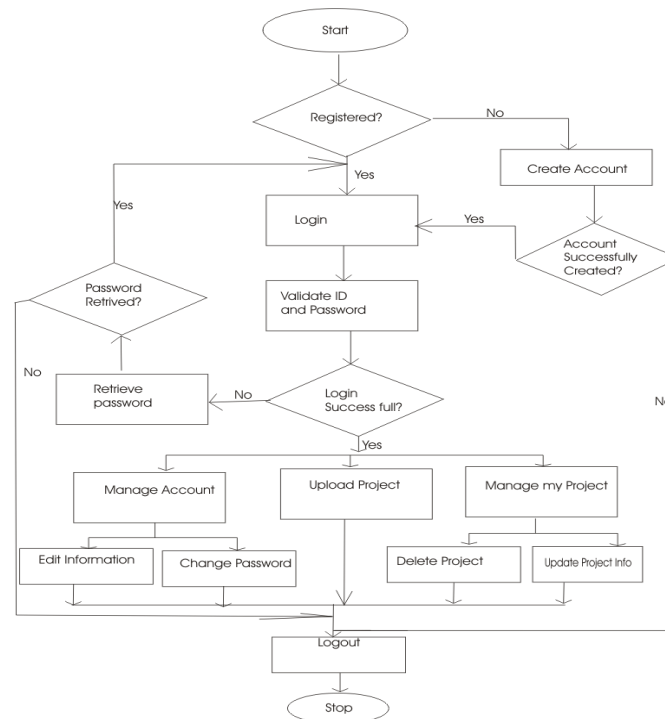 Start
Registered?
No
Create Account
Yes
Yes
Login
Yes
Account
Successfully
Created?
Password
Retrived?
Validate ID
and Password
No
Retrieve
password
No
Login
Success full?
Yes
Manage Account
Upload Project
Manage my Project
Edit Information
Change Password
Delete Project
Update Project Info
Logout
Stop